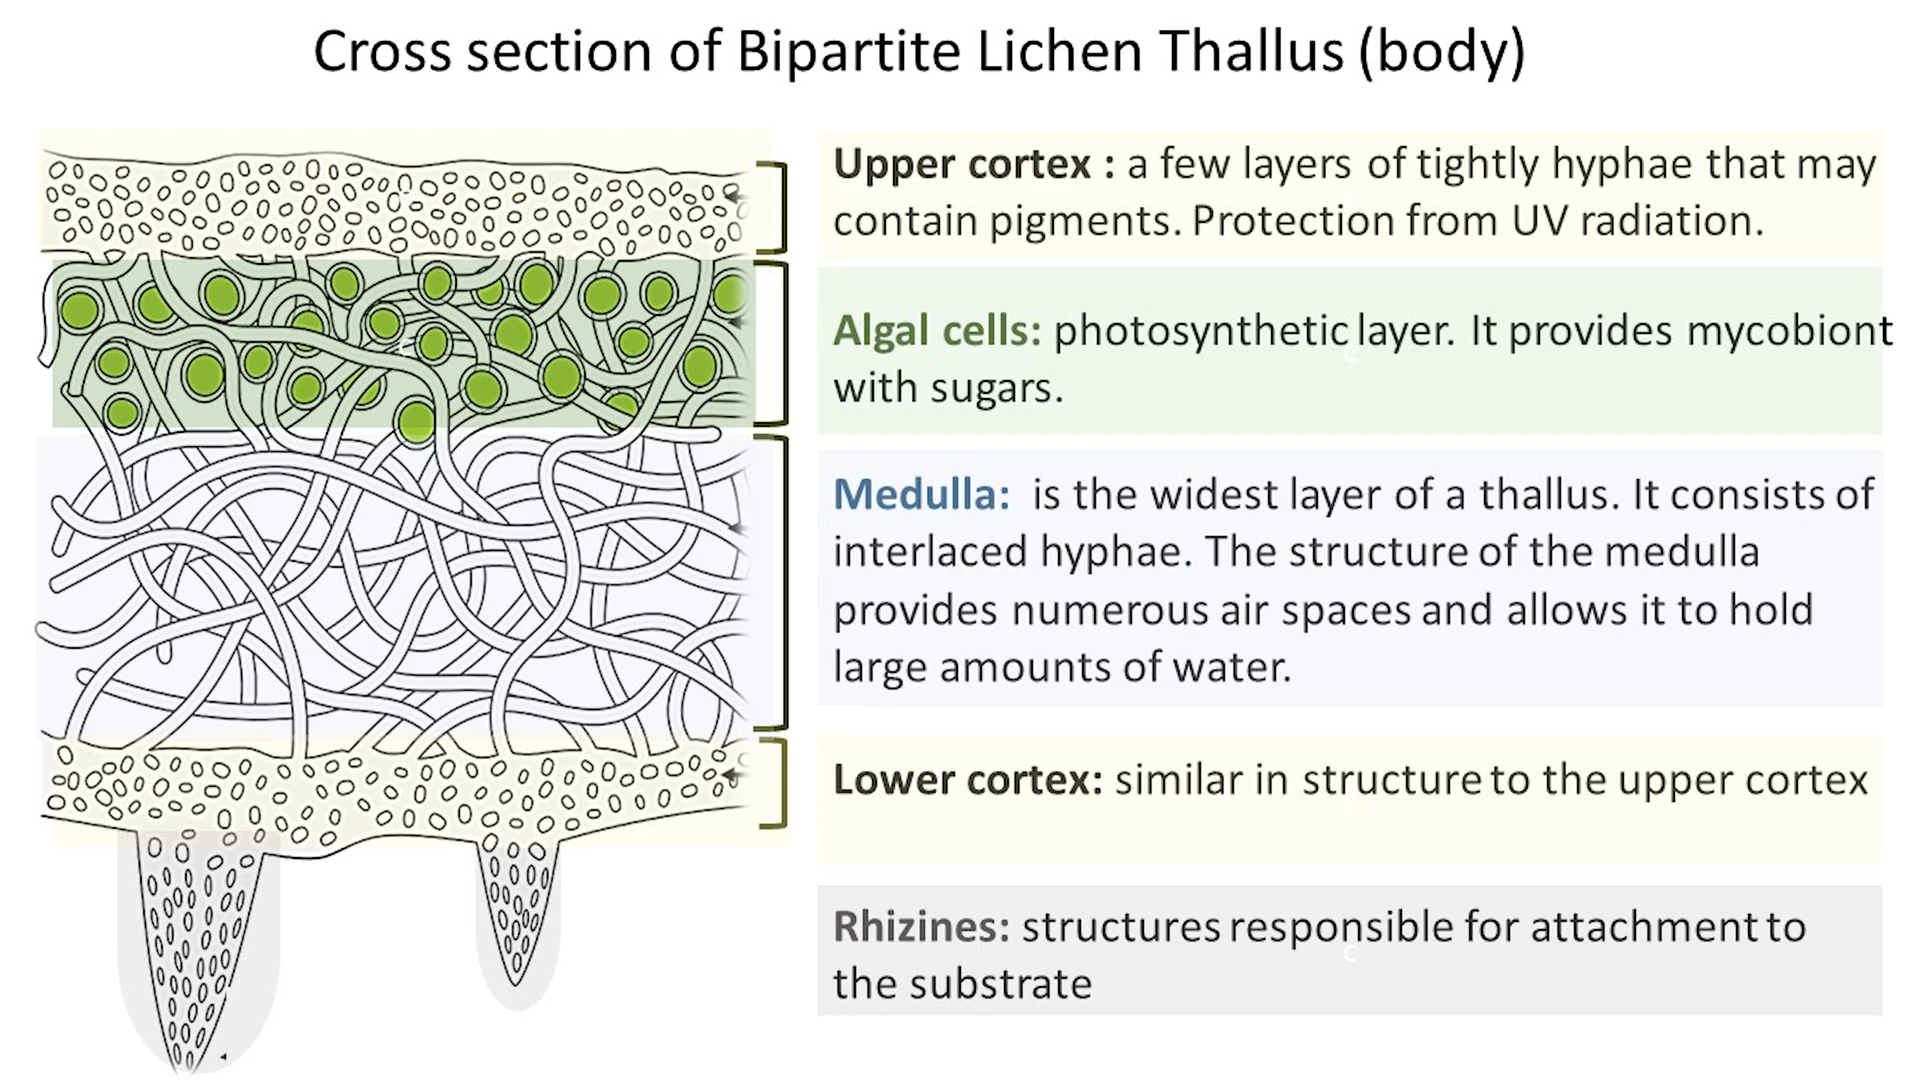 Cross section of Bipartite Lichen Thallus (body)
Upper cortex : a few layers of tightly hyphae that may
contain pigments. Protection from UV radiation.
Algal cells: photosynthetic layer. It provides mycobiont
with sugars.
Medulla: is the widest layer of a thallus. It consists of
interlaced hyphae. The structure of the medulla
provides numerous air spaces and allows it to hold
large amounts of water.
Lower cortex: similar in structure to the upper cortex
Rhizines: structures responsible for attachment to
the substrate